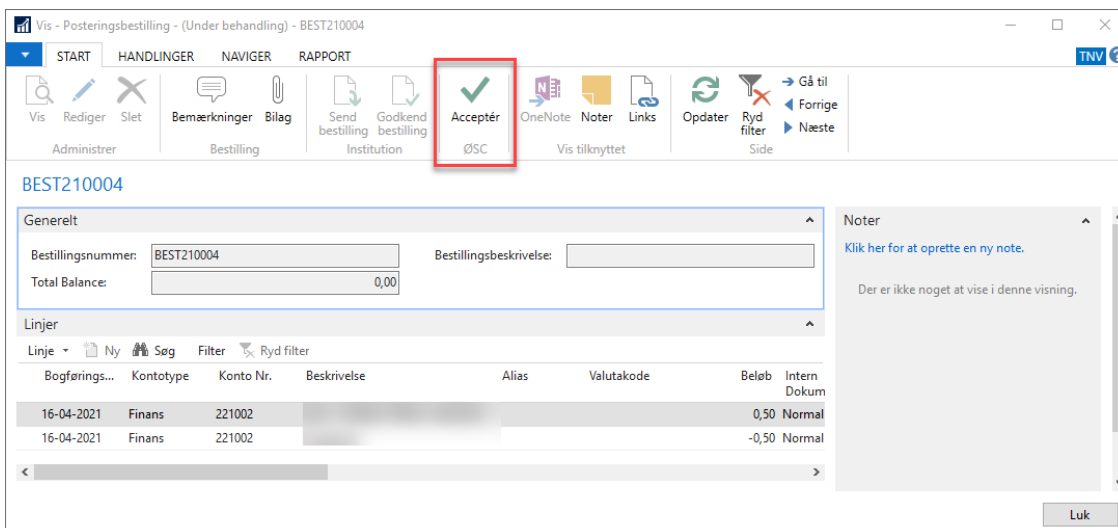 Vis - Posteringsbestilling - (Under behandling) - BEST210004
START HANDLINGER NAVIGER RAPPORT TNV
Vis Rediger Slet Bemærkninger Bilag Send bestilling Godkend bestilling Acceptér OneNote Noter Links Opdater Ryd filter Gå til
Forrige
Næste
Administrer Bestilling Institution ØSC Vis tilknyttet Side
BEST210004
Generelt
Bestillingsnummer: BEST210004 Bestillingsbeskrivelse:
Total Balance: 0,00
Linjer
Linje Ny Søg Filter Ryd filter
Bogførings... Kontotype Konto Nr. Beskrivelse Alias Valutakode Beløb Intern Dokum
16-04-2021 Finans 221002 0,50 Normal
16-04-2021 Finans 221002 -0,50 Normal
Noter
Klik her for at oprette en ny note.
Der er ikke noget at vise i denne visning.
Luk